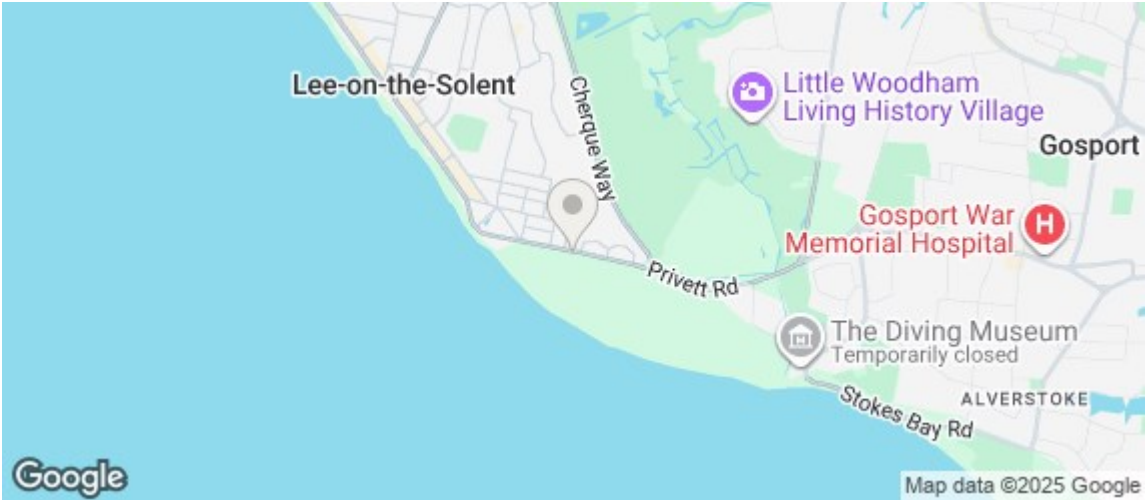 Lee-on-the-Solent
Cherque Way
Little Woodham
Living History Village
Gosport
Gosport War
Memorial Hospital
H
Privett Rd
The Diving Museum
Temporarily closed
Stokes Bay Rd
ALVERSTOKE
Google
Map data ©2025 Google